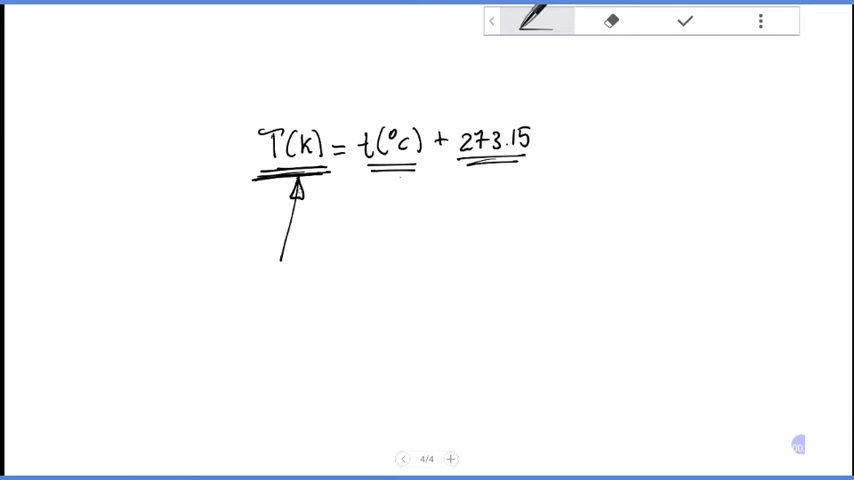 T(K) = t(°c) + 273.15
4/4